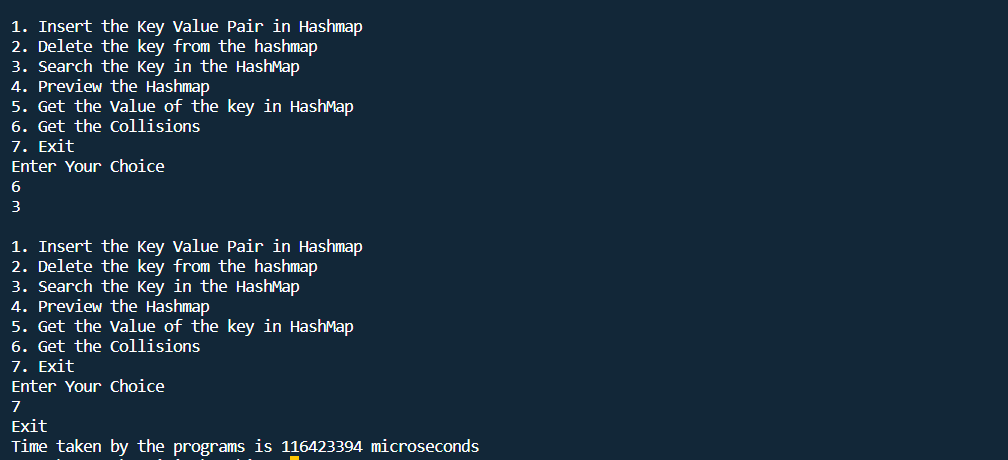 1. Insert the Key Value Pair in Hashmap
2. Delete the key from the hashmap
3. Search the Key in the HashMap
4. Preview the Hashmap
5. Get the Value of the key in HashMap
6. Get the Collisions
7. Exit
Enter Your Choice
6
3
1. Insert the Key Value Pair in Hashmap
2. Delete the key from the hashmap
3. Search the Key in the HashMap
4. Preview the Hashmap
5. Get the Value of the key in HashMap
6. Get the Collisions
7. Exit
Enter Your Choice
7
Exit
Time taken by the programs is 116423394 microseconds